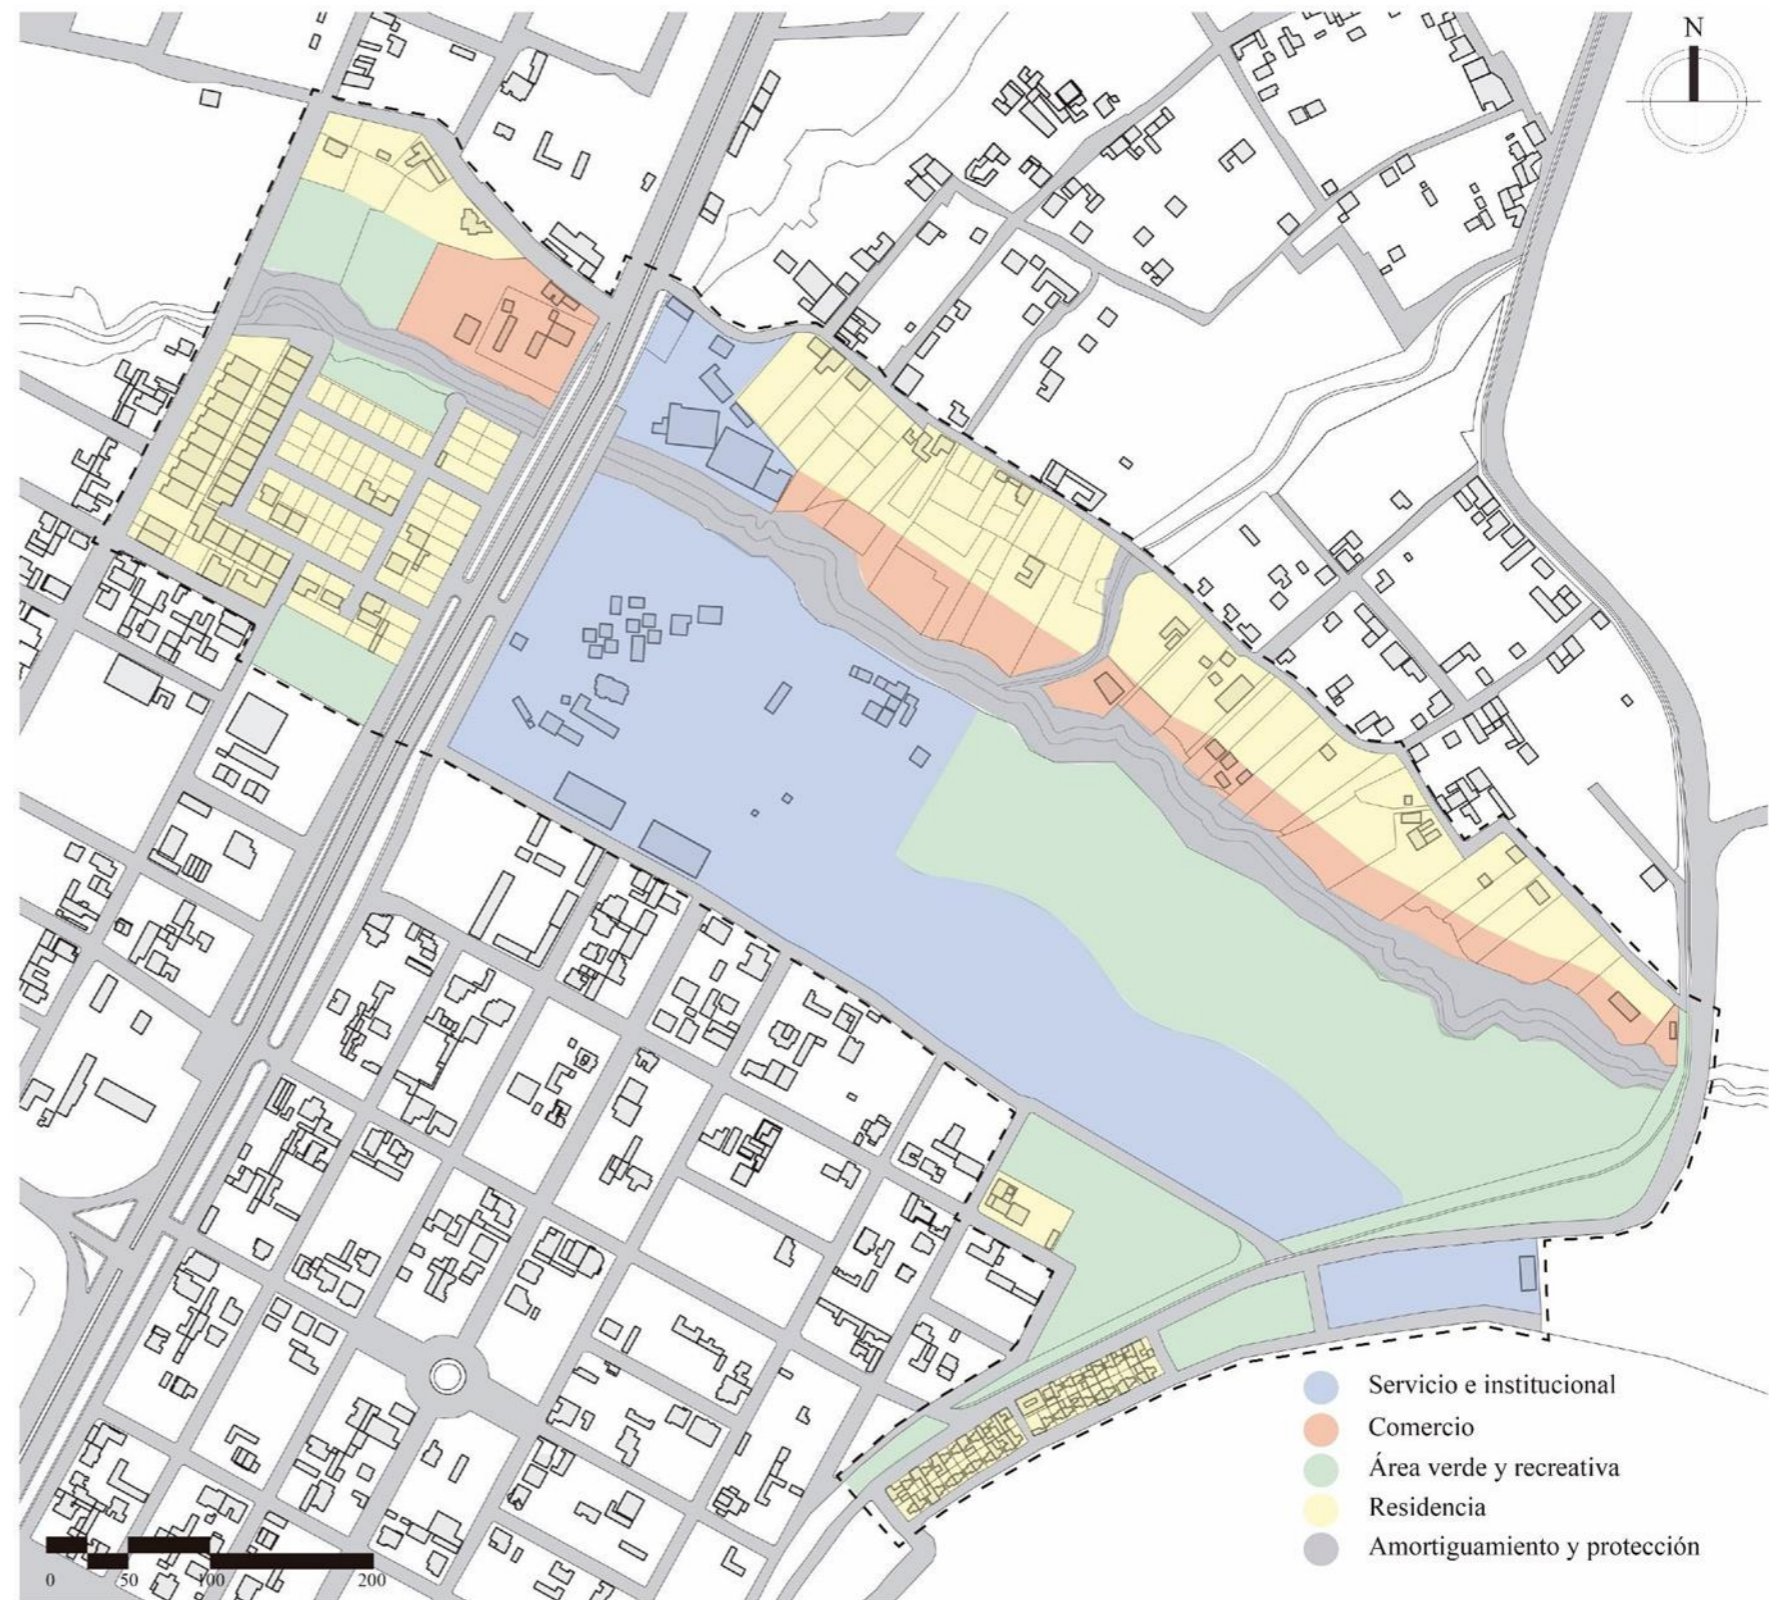 N
Servicio e institucional
Comercio
Área verde y recreativa
Residencia
Amortiguamiento y protección
0 50 100 200